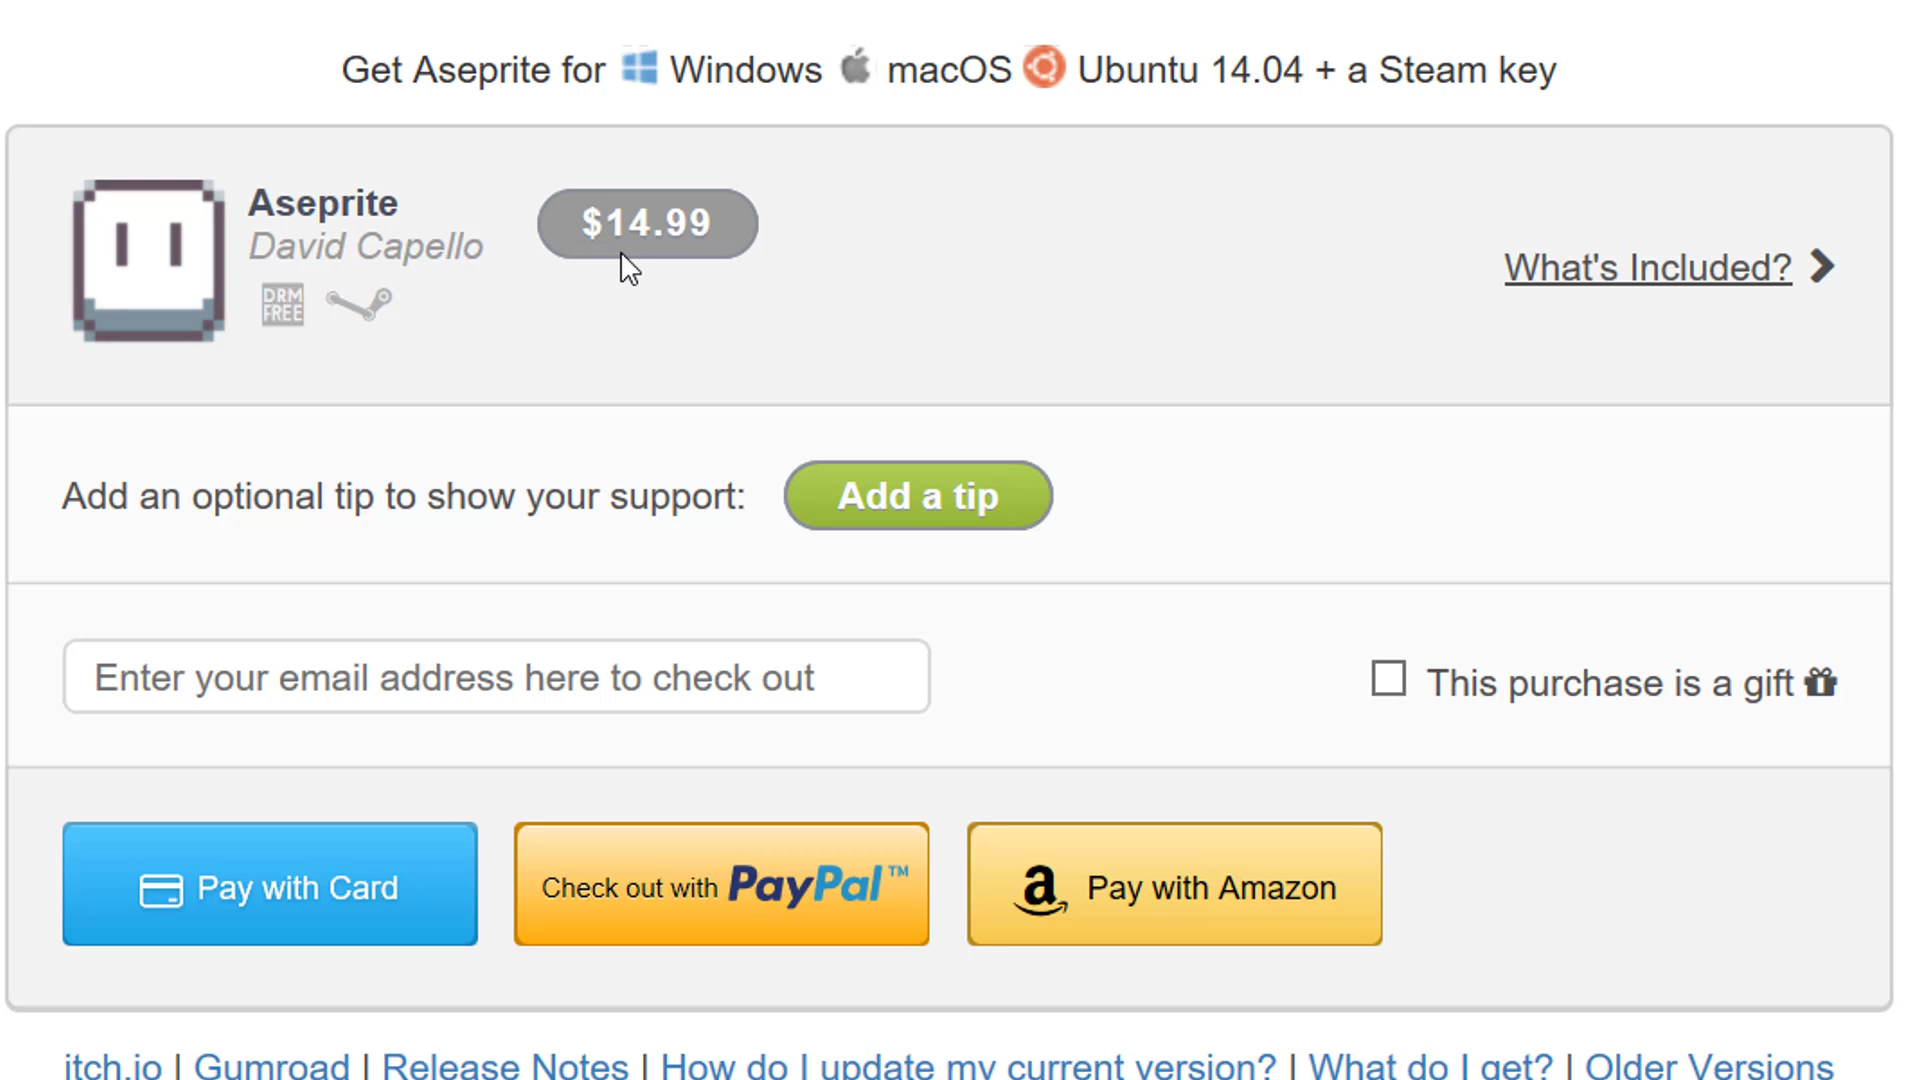 Get Aseprite for Windows macOS Ubuntu 14.04 + a Steam key
Aseprite
David Capello
$14.99
DRM
FREE
What's Included?
Add an optional tip to show your support:
Add a tip
Enter your email address here to check out
This purchase is a gift
Pay with Card
Check out with PayPal™
a Pay with Amazon
itch.io | Gumroad | Release Notes | How do I update my current version? | What do I get? | Older Versions